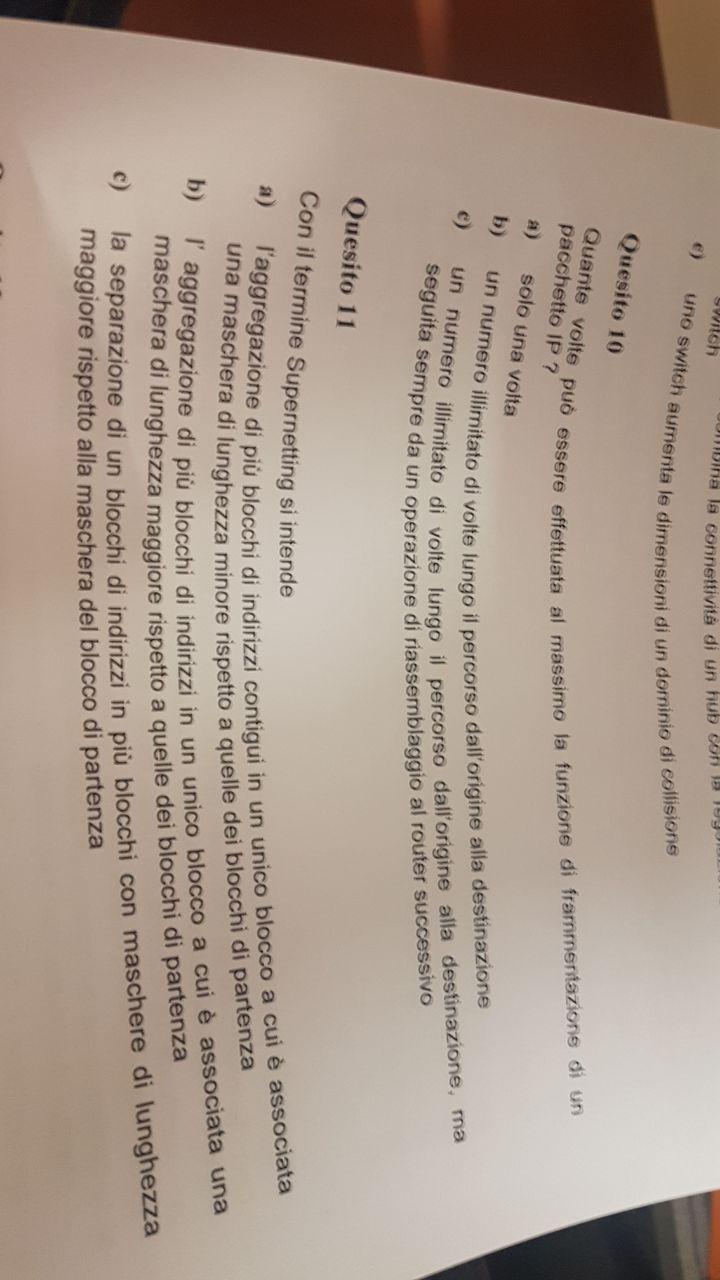 switch
la connettività di un hub con la
c) uno switch aumenta le dimensioni di un dominio di collisione
Quesito 10
Quante volte può essere effettuata al massimo la funzione di frammentazione di un
pacchetto IP ?
a) solo una volta
b) un numero illimitato di volte lungo il percorso dall'origine alla destinazione
c) un numero illimitato di volte lungo il percorso dall'origine alla destinazione, ma
seguita sempre da un operazione di riassemblaggio al router successivo
Quesito 11
Con il termine Supernetting si intende
a) l'aggregazione di più blocchi di indirizzi contigui in un unico blocco a cui è associata
una maschera di lunghezza minore rispetto a quelle dei blocchi di partenza
b) l' aggregazione di più blocchi di indirizzi in un unico blocco a cui è associata una
maschera di lunghezza maggiore rispetto a quelle dei blocchi di partenza
c) la separazione di un blocchi di indirizzi in più blocchi con maschere di lunghezza
maggiore rispetto alla maschera del blocco di partenza